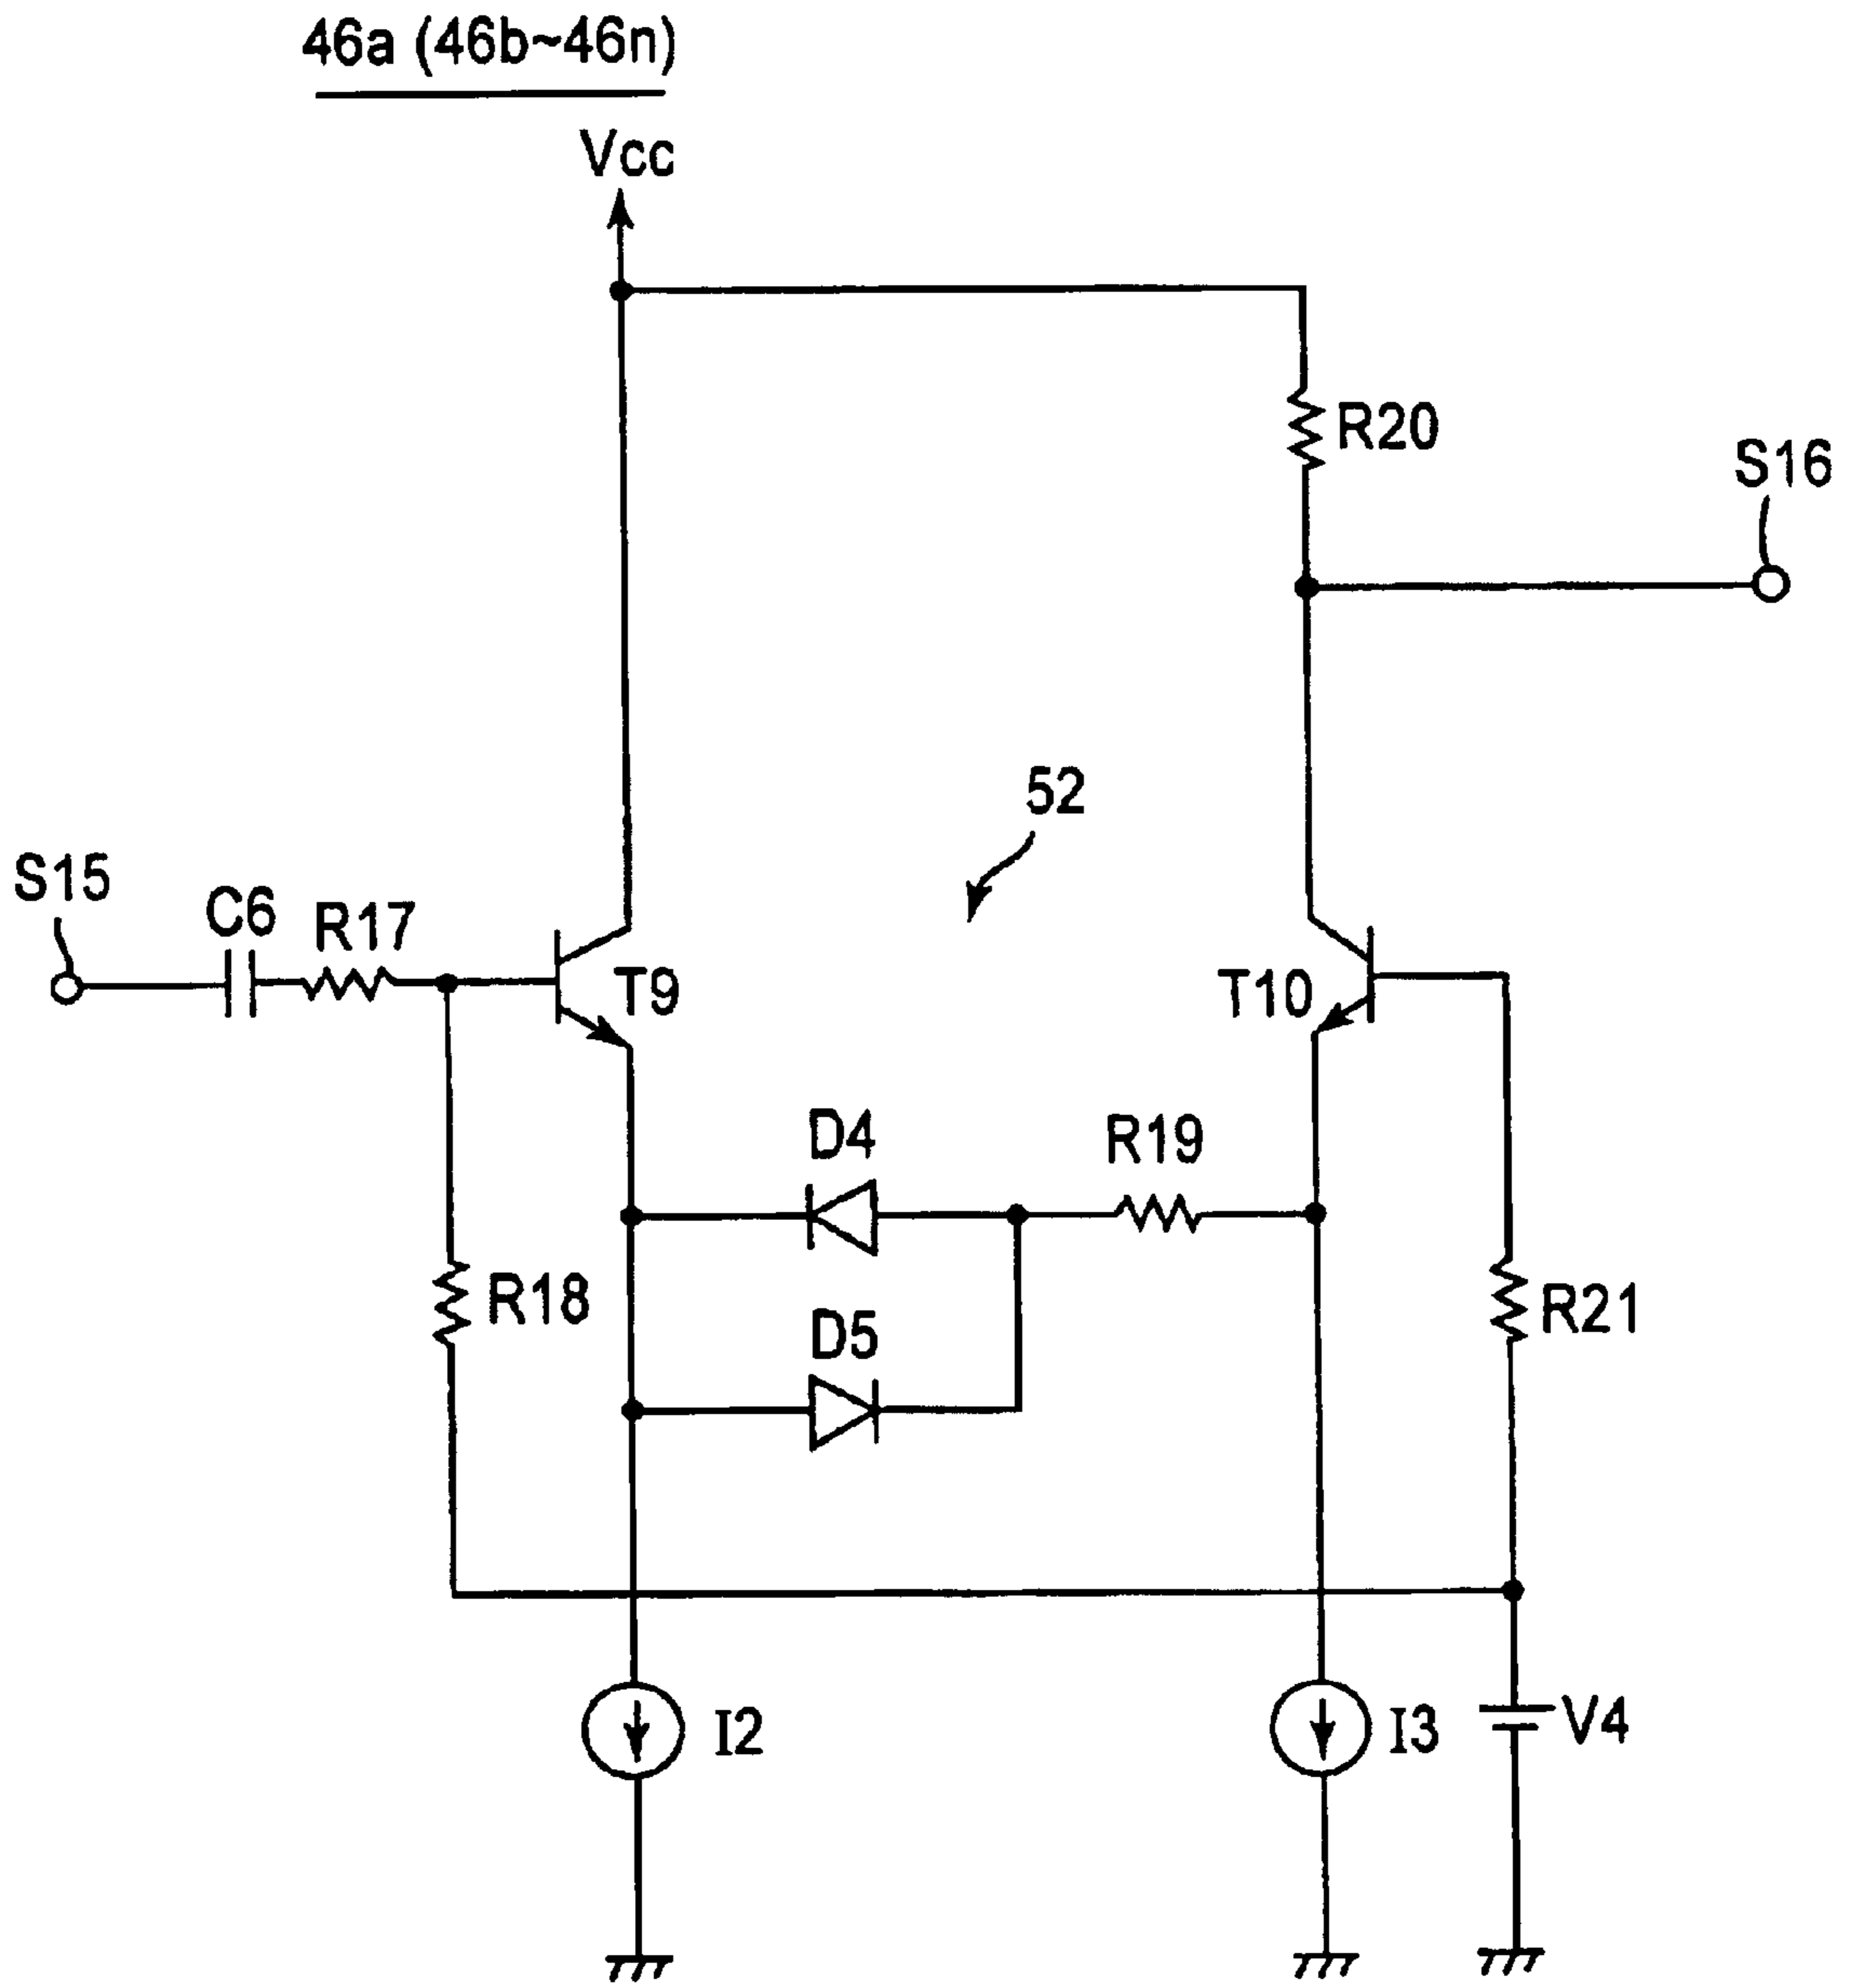 46a (46b~46n)
Vcc
R20
S16
52
S15
C6
R17
T9
T10
D4
R19
R18
D5
R21
I2
I3
V4